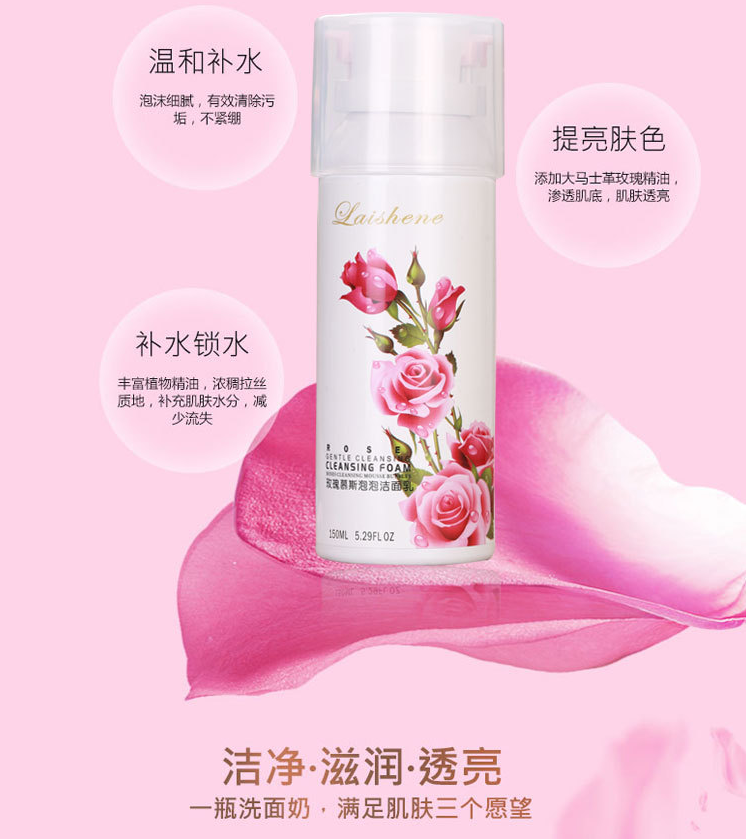 温和补水
泡沫细腻，有效清除污
垢，不紧绷
提亮肤色
添加大马士革玫瑰精油，
渗透肌底，肌肤透亮
补水锁水
丰富植物精油，浓稠拉丝
质地，补充肌肤水分，减
少流失
Laishene
ROSE
GENTLE CLEANSING
CLEANSING FOAM
玫瑰慕斯泡泡洁面乳
150ML 5.29FL OZ
洁净·滋润·透亮
一瓶洗面奶，满足肌肤三个愿望